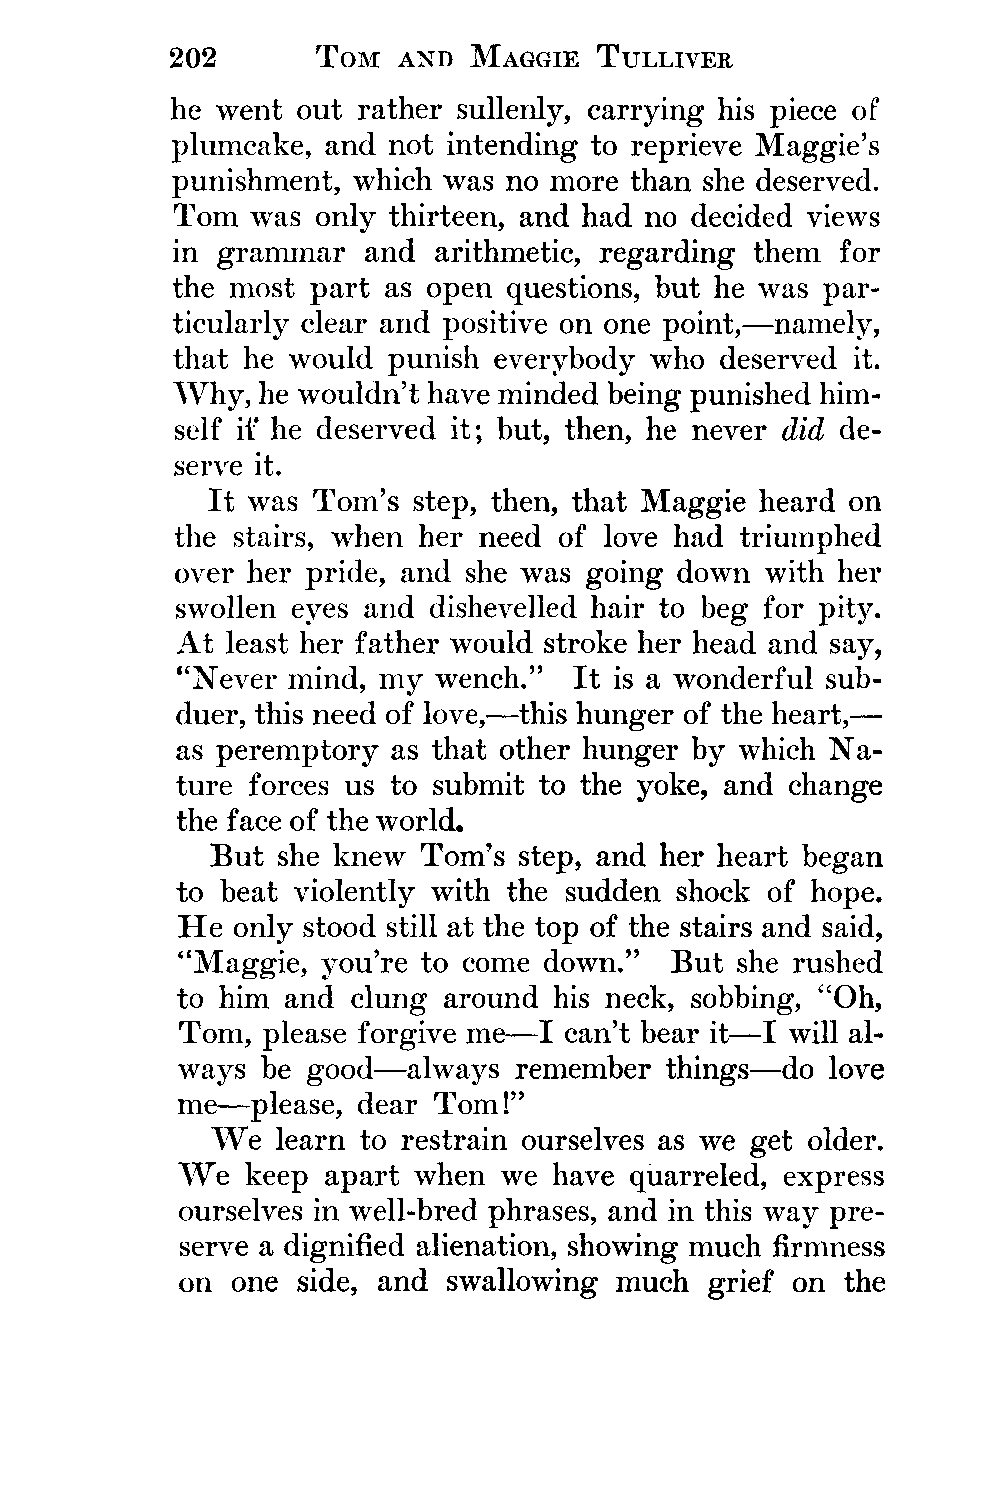 202 TOM AND MAGGIE TULLIVER
he went out rather sullenly, carrying his piece of
plumcake, and not intending to reprieve Maggie's
punishment, which was no more than she deserved.
Tom was only thirteen, and had no decided views
in grammar and arithmetic, regarding them for
the most part as open questions, but he was par-
ticularly clear and positive on one point,—namely,
that he would punish everybody who deserved it.
Why, he wouldn't have minded being punished him-
self if he deserved it; but, then, he never did de-
serve it.
It was Tom's step, then, that Maggie heard on
the stairs, when her need of love had triumphed
over her pride, and she was going down with her
swollen eyes and dishevelled hair to beg for pity.
At least her father would stroke her head and say,
“Never mind, my wench.” It is a wonderful sub-
duer, this need of love,—this hunger of the heart,—
as peremptory as that other hunger by which Na-
ture forces us to submit to the yoke, and change
the face of the world.
But she knew Tom's step, and her heart began
to beat violently with the sudden shock of hope.
He only stood still at the top of the stairs and said,
“Maggie, you're to come down.” But she rushed
to him and clung around his neck, sobbing, “Oh,
Tom, please forgive me—I can't bear it—I will al-
ways be good—always remember things—do love
me—please, dear Tom!”
We learn to restrain ourselves as we get older.
We keep apart when we have quarreled, express
ourselves in well-bred phrases, and in this way pre-
serve a dignified alienation, showing much firmness
on one side, and swallowing much grief on the